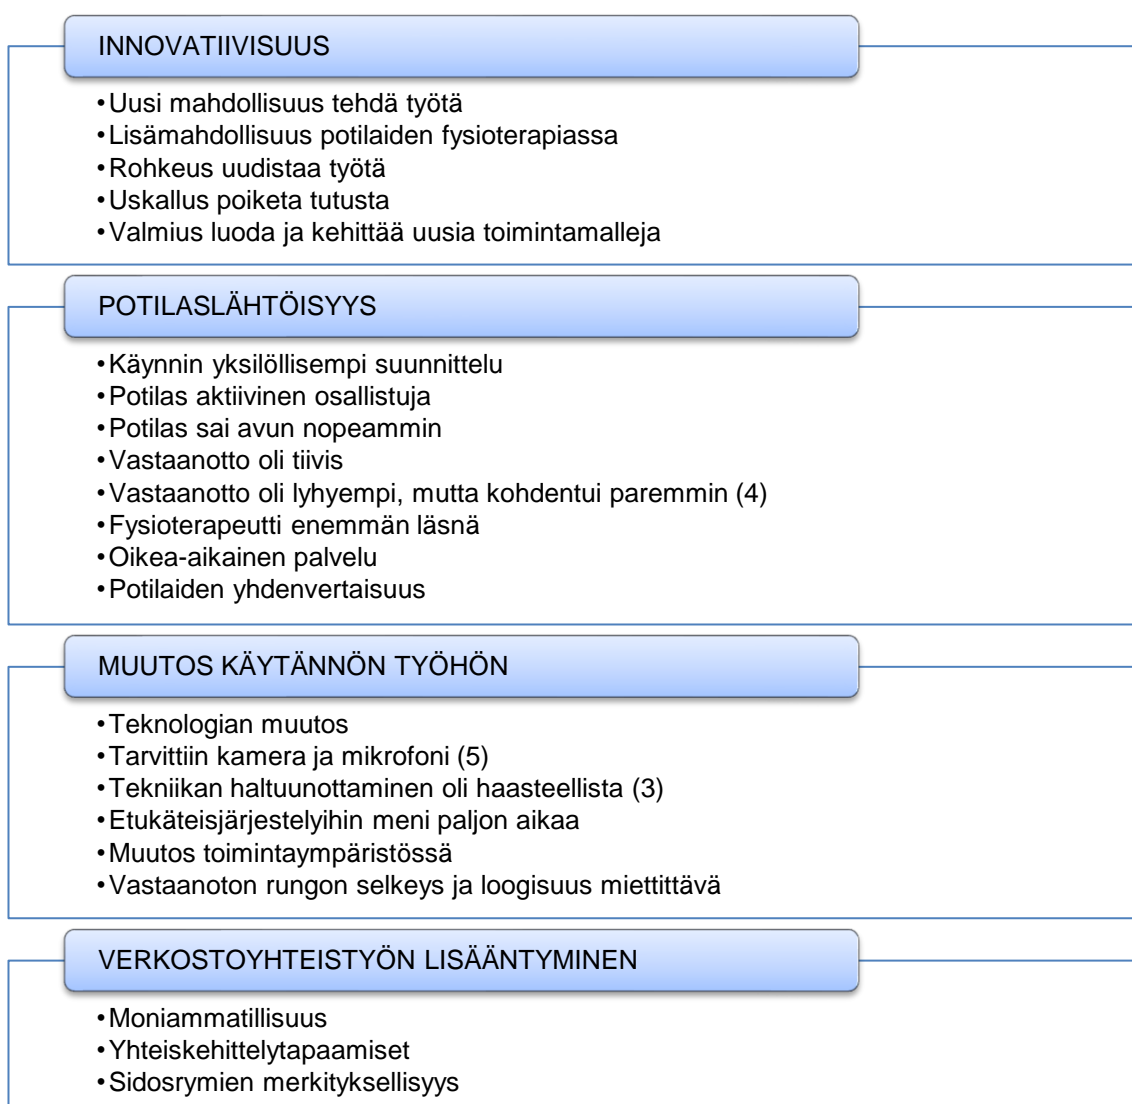 INNOVATIIVISUUS
•Uusi mahdollisuus tehdä työtä
•Lisämahdollisuus potilaiden fysioterapiassa
•Rohkeus uudistaa työtä
•Uskallus poiketa tutusta
•Valmius luoda ja kehittää uusia toimintamalleja
POTILASLÄHTÖISYYS
•Käynnin yksilöllisempi suunnittelu
•Potilas aktiivinen osallistuja
•Potilas sai avun nopeammin
•Vastaanotto oli tiivis
•Vastaanotto oli lyhyempi, mutta kohdentui paremmin (4)
•Fysioterapeutti enemmän läsnä
•Oikea-aikainen palvelu
•Potilaiden yhdenvertaisuus
MUUTOS KÄYTÄNNÖN TYÖHÖN
•Teknologian muutos
•Tarvittiin kamera ja mikrofoni (5)
•Tekniikan haltuunottaminen oli haasteellista (3)
•Etukäteisjärjestelyihin meni paljon aikaa
•Muutos toimintaympäristössä
•Vastaanoton rungon selkeys ja loogisuus miettittävä
VERKOSTOYHTEISTYÖN LISÄÄNTYMINEN
•Moniammatillisuus
•Yhteiskehittelytapaamiset
•Sidosrymien merkityksellisyys